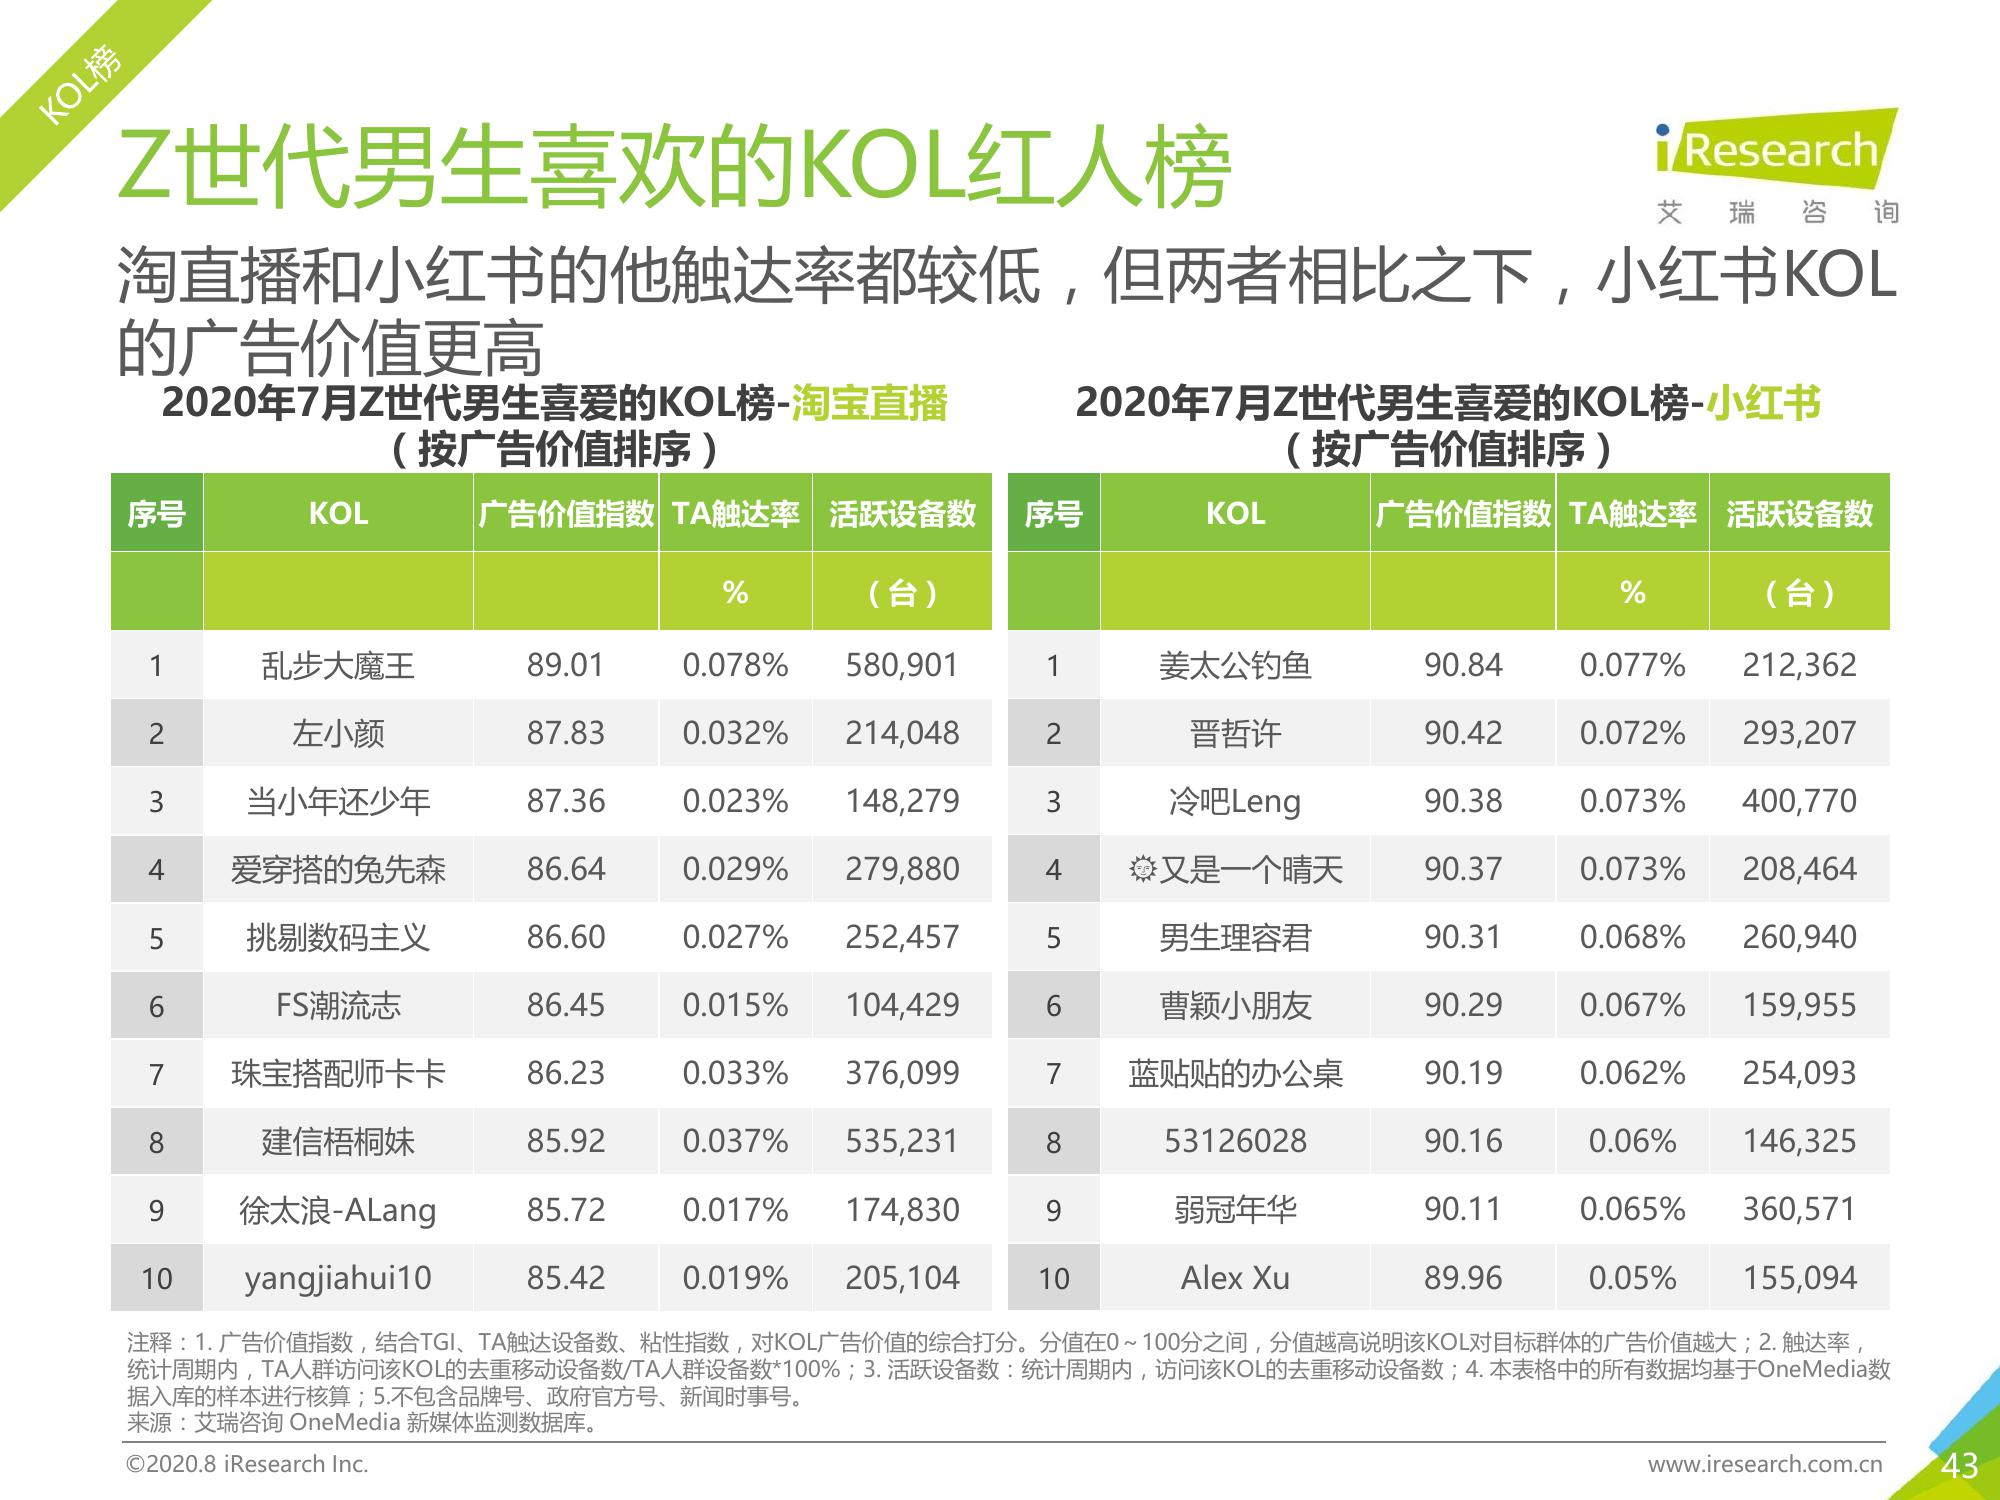 KOL榜
Z世代男生喜欢的KOL红人榜
iResearch
艾瑞咨询
淘直播和小红书的他触达率都较低，但两者相比之下，小红书KOL
的广告价值更高
2020年7月Z世代男生喜爱的KOL榜-淘宝直播
（按广告价值排序）
序号 KOL 广告价值指数 TA触达率 活跃设备数
% （台）
1 乱步大魔王 89.01 0.078% 580,901
2 左小颜 87.83 0.032% 214,048
3 当小年还少年 87.36 0.023% 148,279
4 爱穿搭的兔先森 86.64 0.029% 279,880
5 挑剔数码主义 86.60 0.027% 252,457
6 FS潮流志 86.45 0.015% 104,429
7 珠宝搭配师卡卡 86.23 0.033% 376,099
8 建信梧桐妹 85.92 0.037% 535,231
9 徐太浪-ALang 85.72 0.017% 174,830
10 yangjiahui10 85.42 0.019% 205,104
2020年7月Z世代男生喜爱的KOL榜-小红书
（按广告价值排序）
序号 KOL 广告价值指数 TA触达率 活跃设备数
% （台）
1 姜太公钓鱼 90.84 0.077% 212,362
2 晋哲许 90.42 0.072% 293,207
3 冷吧Leng 90.38 0.073% 400,770
4 🌞又是一个晴天 90.37 0.073% 208,464
5 男生理容君 90.31 0.068% 260,940
6 曹颖小朋友 90.29 0.067% 159,955
7 蓝贴贴的办公桌 90.19 0.062% 254,093
8 53126028 90.16 0.06% 146,325
9 弱冠年华 90.11 0.065% 360,571
10 Alex Xu 89.96 0.05% 155,094
注释：1. 广告价值指数，结合TGI、TA触达设备数、粘性指数，对KOL广告价值的综合打分。分值在0～100分之间，分值越高说明该KOL对目标群体的广告价值越大；2. 触达率，
统计周期内，TA人群访问该KOL的去重移动设备数/TA人群设备数*100%；3. 活跃设备数：统计周期内，访问该KOL的去重移动设备数；4. 本表格中的所有数据均基于OneMedia数
据入库的样本进行核算；5.不包含品牌号、政府官方号、新闻时事号。
来源：艾瑞咨询 OneMedia 新媒体监测数据库。
©2020.8 iResearch Inc.
www.iresearch.com.cn
43